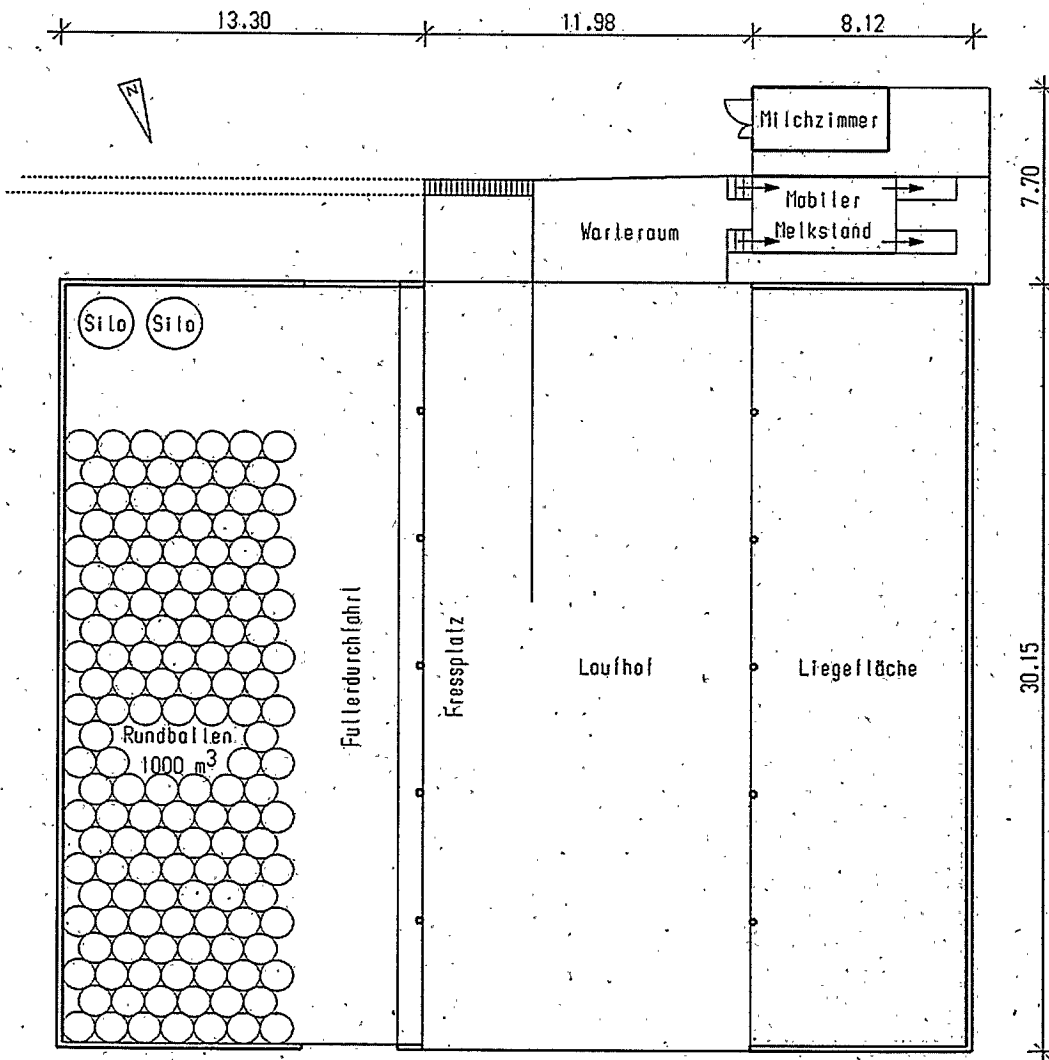 13.30 11.98 8.12
N
Milchzimmer
7.70
Mobiler
Melkstand
Warteraum
Silo Silo
Futterdurchfahrt
Fressplatz
Laufhof
Liegefläche
30.15
Rundballen
1000 m³